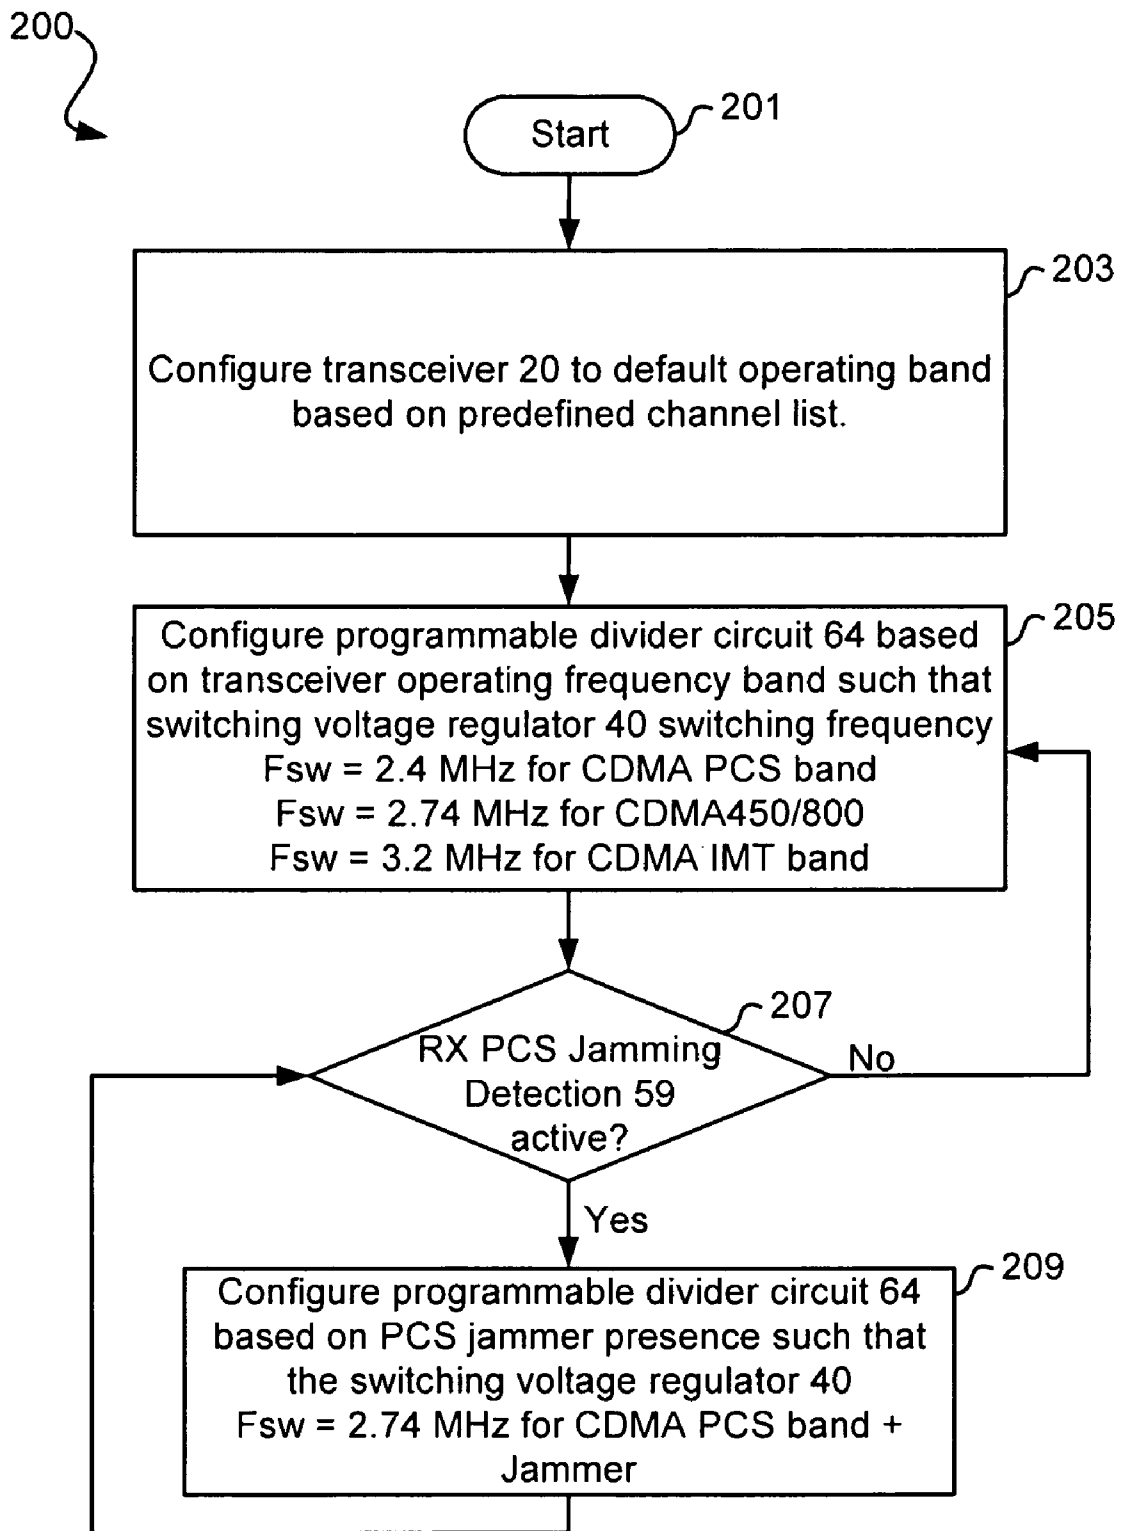 200
Start
201
203
Configure transceiver 20 to default operating band
based on predefined channel list.
205
Configure programmable divider circuit 64 based
on transceiver operating frequency band such that
switching voltage regulator 40 switching frequency
Fsw = 2.4 MHz for CDMA PCS band
Fsw = 2.74 MHz for CDMA450/800
Fsw = 3.2 MHz for CDMA IMT band
207
RX PCS Jamming
Detection 59
active?
No
Yes
209
Configure programmable divider circuit 64
based on PCS jammer presence such that
the switching voltage regulator 40
Fsw = 2.74 MHz for CDMA PCS band +
Jammer